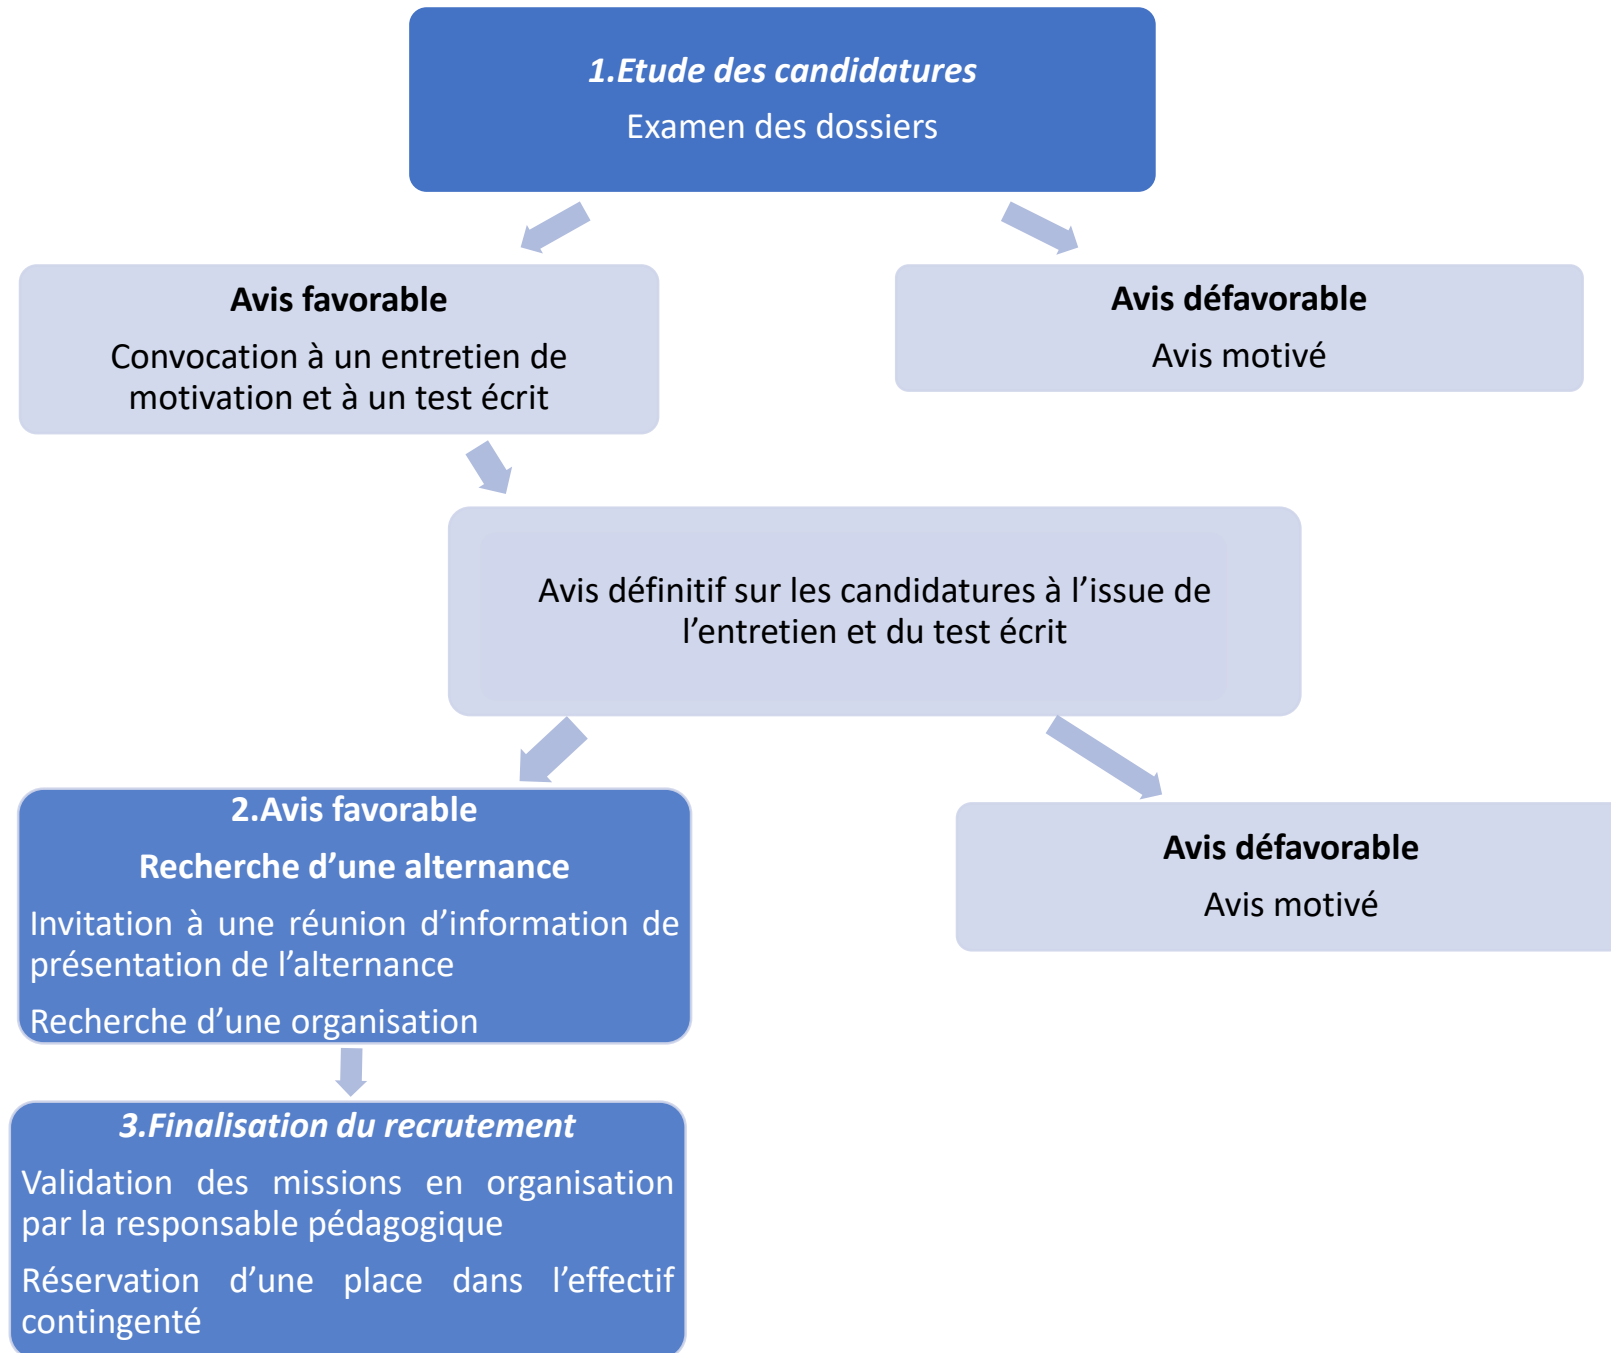 1.Etude des candidatures
Examen des dossiers
Avis favorable
Convocation à un entretien de
motivation et à un test écrit
Avis défavorable
Avis motivé
Avis définitif sur les candidatures à l’issue de
l’entretien et du test écrit
2.Avis favorable
Recherche d’une alternance
Invitation à une réunion d’information de
présentation de l’alternance
Recherche d’une organisation
Avis défavorable
Avis motivé
3.Finalisation du recrutement
Validation des missions en organisation
par la responsable pédagogique
Réservation d’une place dans l’effectif
contingenté